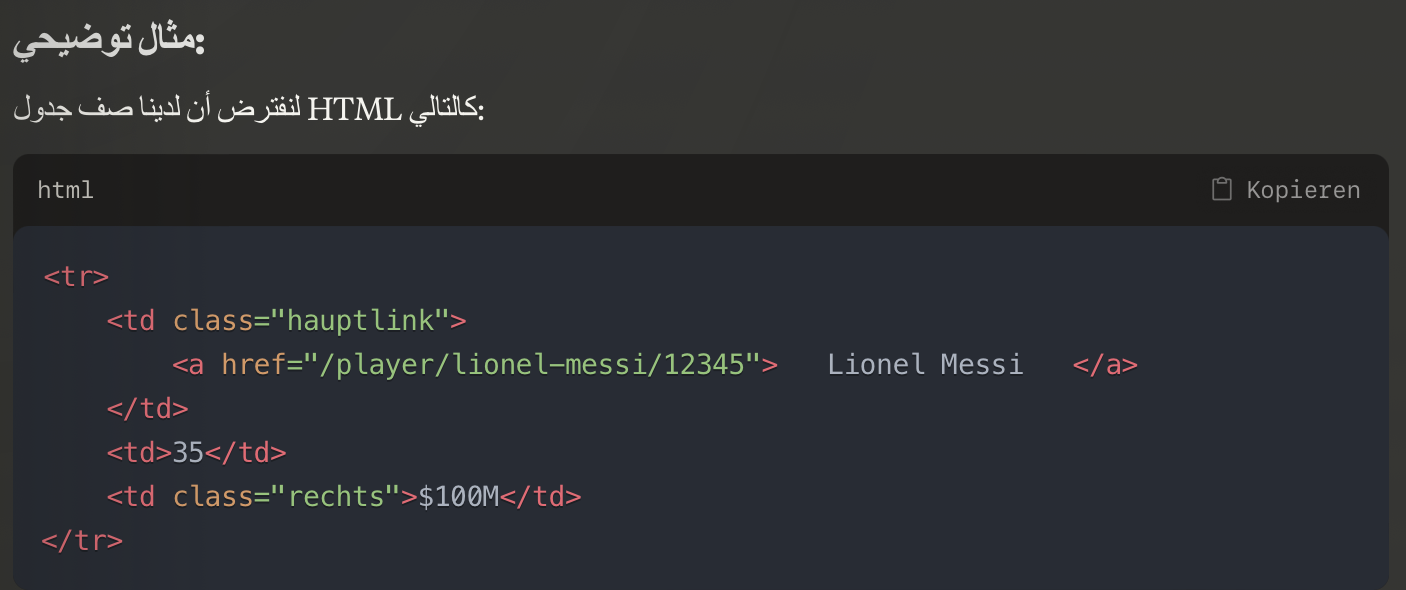 مثال توضيحي:
لنفترض أن لدينا صف جدول HTML كالتالي:
html
Kopieren
<tr>
    <td class="hauptlink">
        <a href="/player/lionel-messi/12345">   Lionel Messi   </a>
    </td>
    <td>35</td>
    <td class="rechts">$100M</td>
</tr>